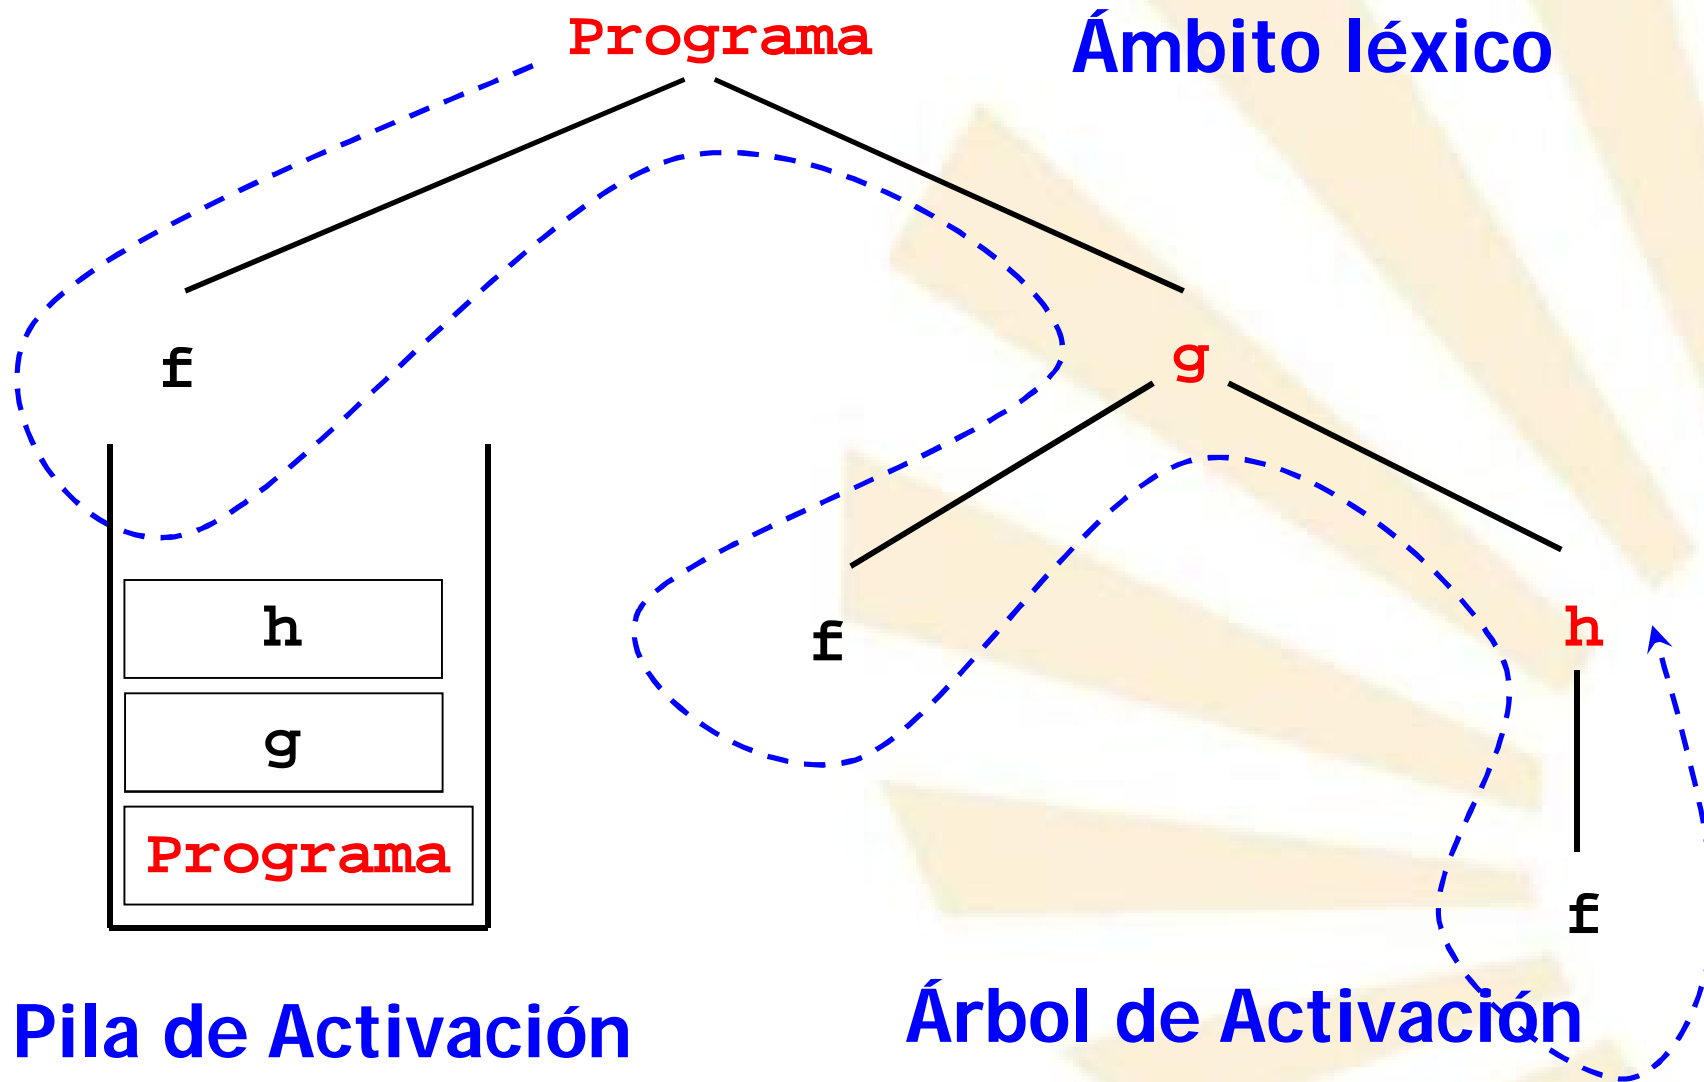 Programa
Ámbito léxico
f
g
f
h
h
g
Programa
f
Pila de Activación
Árbol de Activación